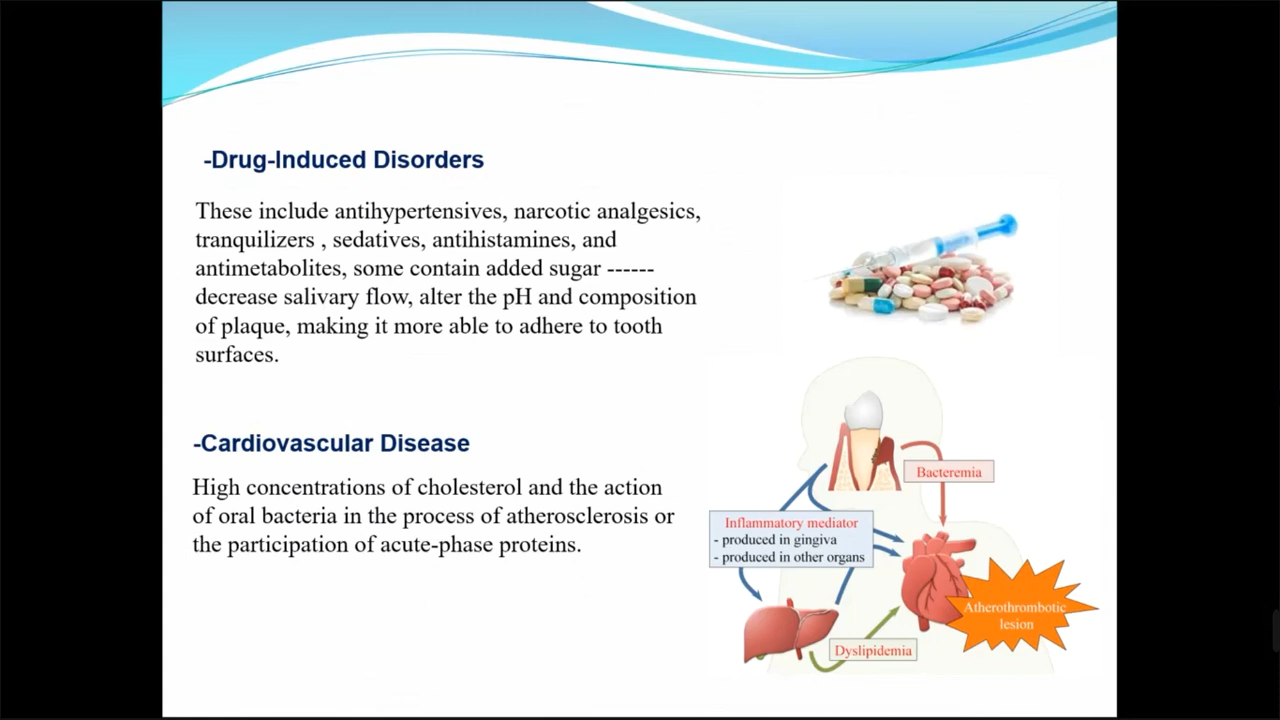 -Drug-Induced Disorders
These include antihypertensives, narcotic analgesics,
tranquilizers , sedatives, antihistamines, and
antimetabolites, some contain added sugar ------
decrease salivary flow, alter the pH and composition
of plaque, making it more able to adhere to tooth
surfaces.
-Cardiovascular Disease
High concentrations of cholesterol and the action
of oral bacteria in the process of atherosclerosis or
the participation of acute-phase proteins.
Bacteremia
Inflammatory mediator
- produced in gingiva
- produced in other organs
Atherothrombotic
lesion
Dyslipidemia